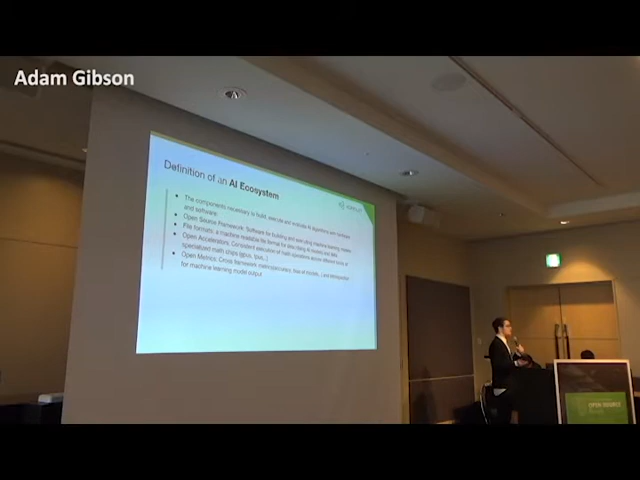 Adam Gibson
Definition of an AI Ecosystem
The components necessary to build, execute and evaluate AI algorithms and hardware
and software:
Open Source Framework: Software for building and executing machine learning models
File formats: a machine readable file format for describing AI models and data
Open Accelerators: Consistent execution of math operations across different kinds of
specialized math chips (gpus, tpus,..)
Open Metrics: Cross framework metrics(accuracy, bias of models,..) and interpretation
for machine learning model output
OPEN SOURCE